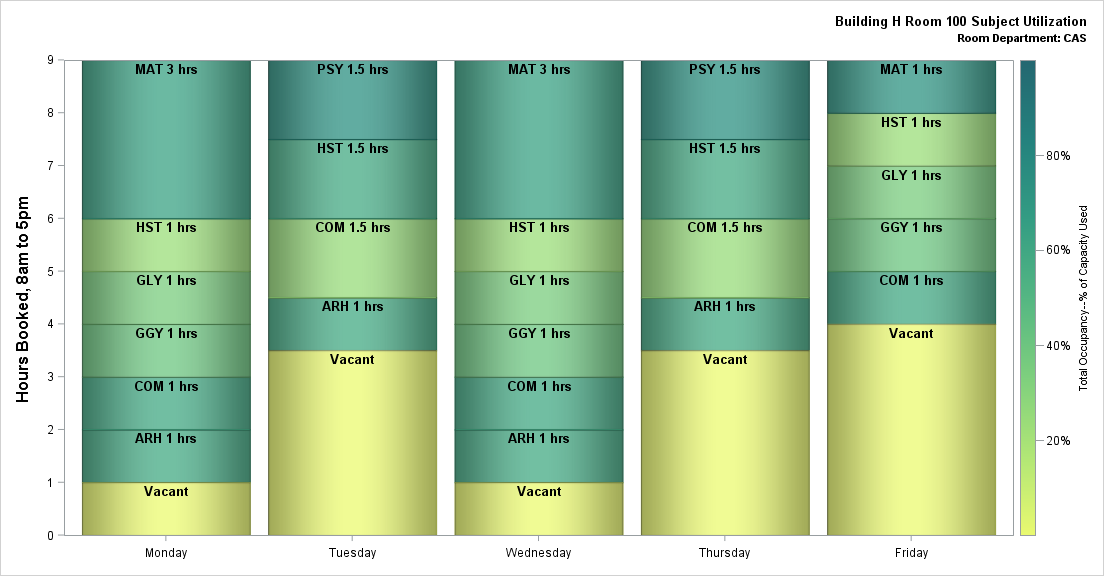 Building H Room 100 Subject Utilization
Room Department: CAS
Hours Booked, 8am to 5pm
9
8
7
6
5
4
3
2
1
0
MAT 3 hrs
HST 1 hrs
GLY 1 hrs
GGY 1 hrs
COM 1 hrs
ARH 1 hrs
Vacant
Monday
PSY 1.5 hrs
HST 1.5 hrs
COM 1.5 hrs
ARH 1 hrs
Vacant
Tuesday
MAT 3 hrs
HST 1 hrs
GLY 1 hrs
GGY 1 hrs
COM 1 hrs
ARH 1 hrs
Vacant
Wednesday
PSY 1.5 hrs
HST 1.5 hrs
COM 1.5 hrs
ARH 1 hrs
Vacant
Thursday
MAT 1 hrs
HST 1 hrs
GLY 1 hrs
GGY 1 hrs
COM 1 hrs
Vacant
Friday
80%
60%
40%
20%
Total Occupancy--% of Capacity Used